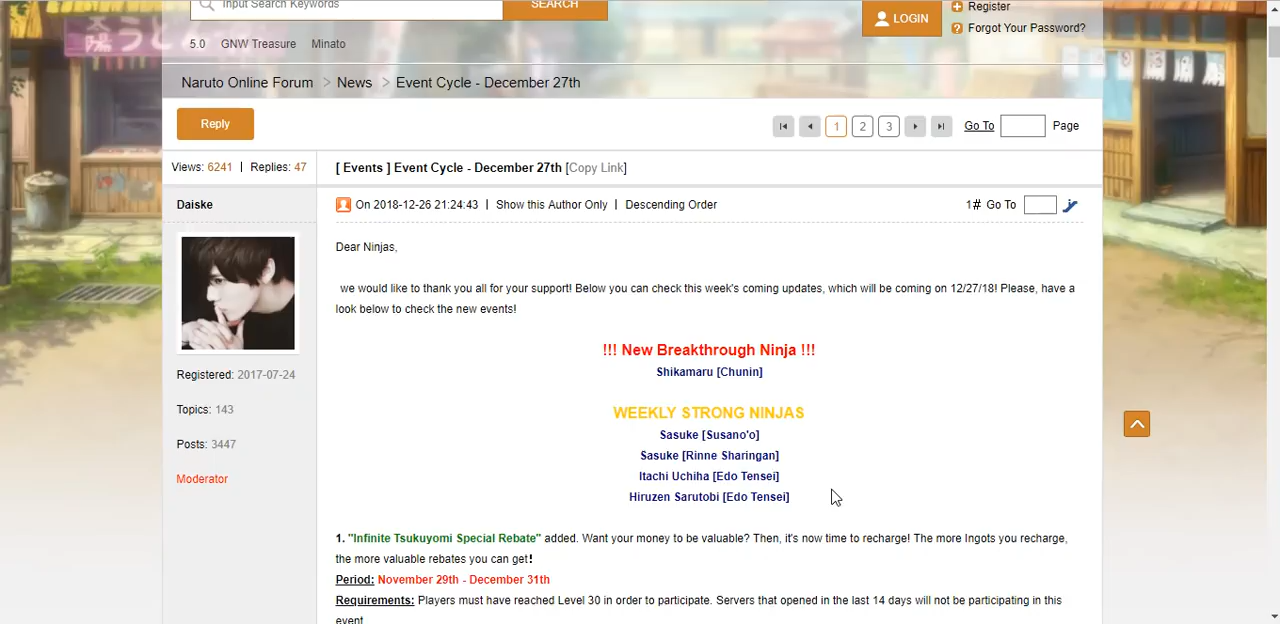 Input Search Keywords
SEARCH
LOGIN
Register
Forgot Your Password?
5.0 GNW Treasure Minato
Naruto Online Forum > News > Event Cycle - December 27th
Reply
1 2 3 Go To Page
Views: 6241 | Replies: 47
[ Events ] Event Cycle - December 27th [Copy Link]
Daiske
On 2018-12-26 21:24:43 | Show this Author Only | Descending Order
1# Go To
Dear Ninjas,
we would like to thank you all for your support! Below you can check this week's coming updates, which will be coming on 12/27/18! Please, have a
look below to check the new events!
!!! New Breakthrough Ninja !!!
Shikamaru [Chunin]
Registered: 2017-07-24
Topics: 143
Posts: 3447
Moderator
WEEKLY STRONG NINJAS
Sasuke [Susano'o]
Sasuke [Rinne Sharingan]
Itachi Uchiha [Edo Tensei]
Hiruzen Sarutobi [Edo Tensei]
1. "Infinite Tsukuyomi Special Rebate" added. Want your money to be valuable? Then, it's now time to recharge! The more Ingots you recharge,
the more valuable rebates you can get!
Period: November 29th - December 31th
Requirements: Players must have reached Level 30 in order to participate. Servers that opened in the last 14 days will not be participating in this
event